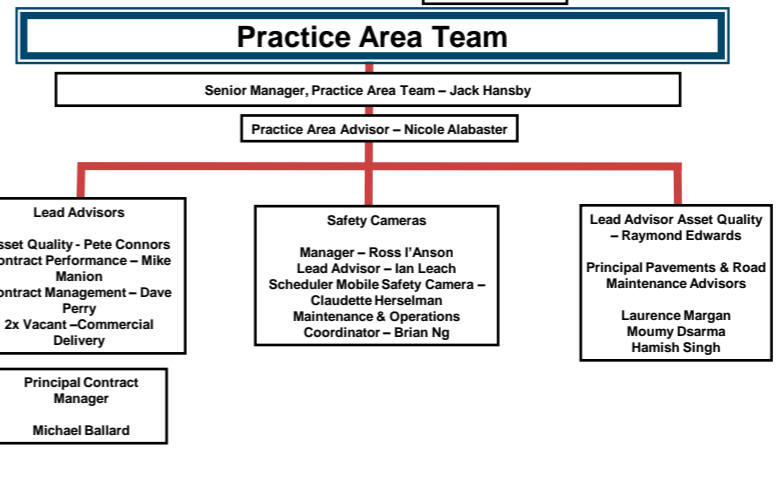 Practice Area Team
Senior Manager, Practice Area Team – Jack Hansby
Practice Area Advisor – Nicole Alabaster
Lead Advisors
sset Quality - Pete Connors
ontract Performance – Mike
Manion
ontract Management – Dave
Perry
2x Vacant –Commercial
Delivery
Principal Contract
Manager
Michael Ballard
Safety Cameras
Manager – Ross I’Anson
Lead Advisor – Ian Leach
Scheduler Mobile Safety Camera –
Claudette Herselman
Maintenance & Operations
Coordinator – Brian Ng
Lead Advisor Asset Quality
– Raymond Edwards
Principal Pavements & Road
Maintenance Advisors
Laurence Margan
Moumy Dsarma
Hamish Singh